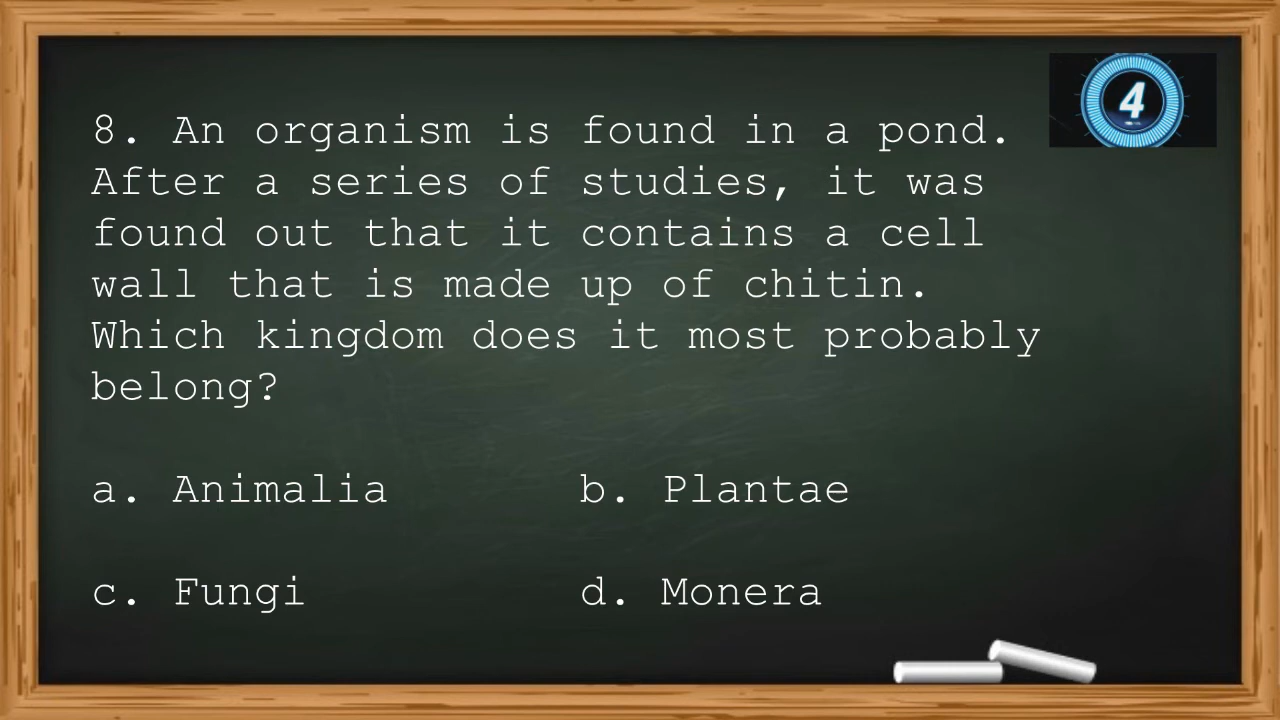 8. An organism is found in a pond.
4
After a series of studies, it was
found out that it contains a cell
wall that is made up of chitin.
Which kingdom does it most probably
belong?
a. Animalia b. Plantae
c. Fungi d. Monera